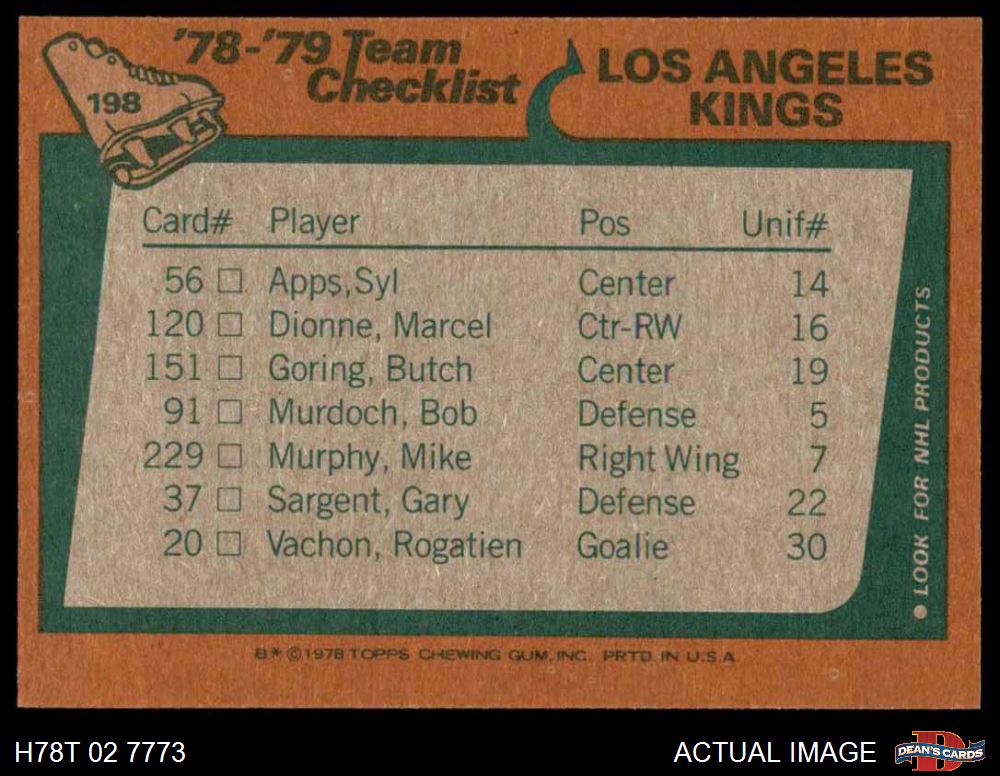 198
'78-'79 Team
Checklist
LOS ANGELES
KINGS
Card# Player Pos Unif#
56 □ Apps,Syl Center 14
120 □ Dionne, Marcel Ctr-RW 16
151 □ Goring, Butch Center 19
91 □ Murdoch, Bob Defense 5
229 □ Murphy, Mike Right Wing 7
37 □ Sargent, Gary Defense 22
20 □ Vachon, Rogatien Goalie 30
● LOOK FOR NHL PRODUCTS
B* ©1978 TOPPS CHEWING GUM, INC. PRTD. IN U.S.A.
H78T 02 7773
ACTUAL IMAGE
DEAN'S CARDS